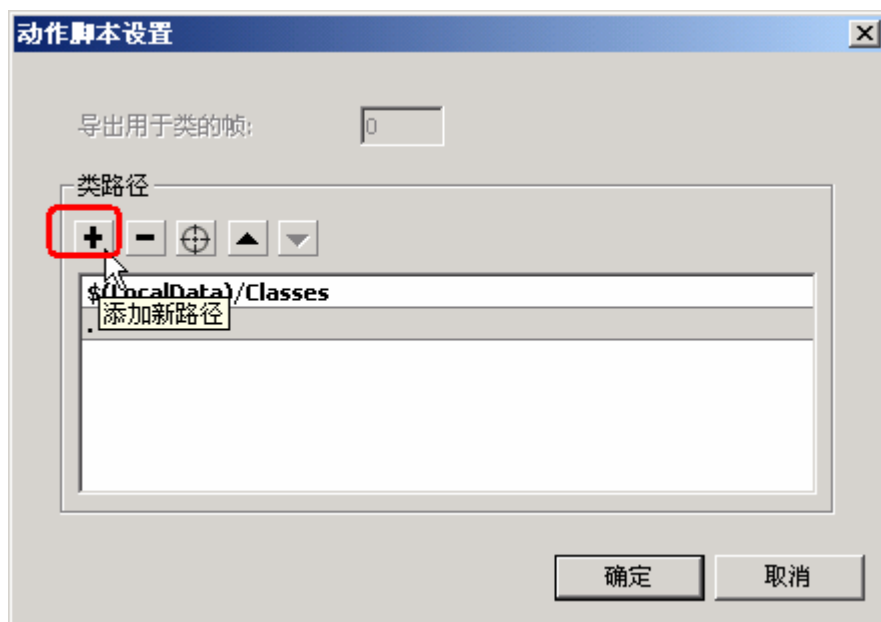 动作脚本设置
导出用于类的帧:
0
类路径
$(LocalData)/Classes
添加新路径
.
确定
取消